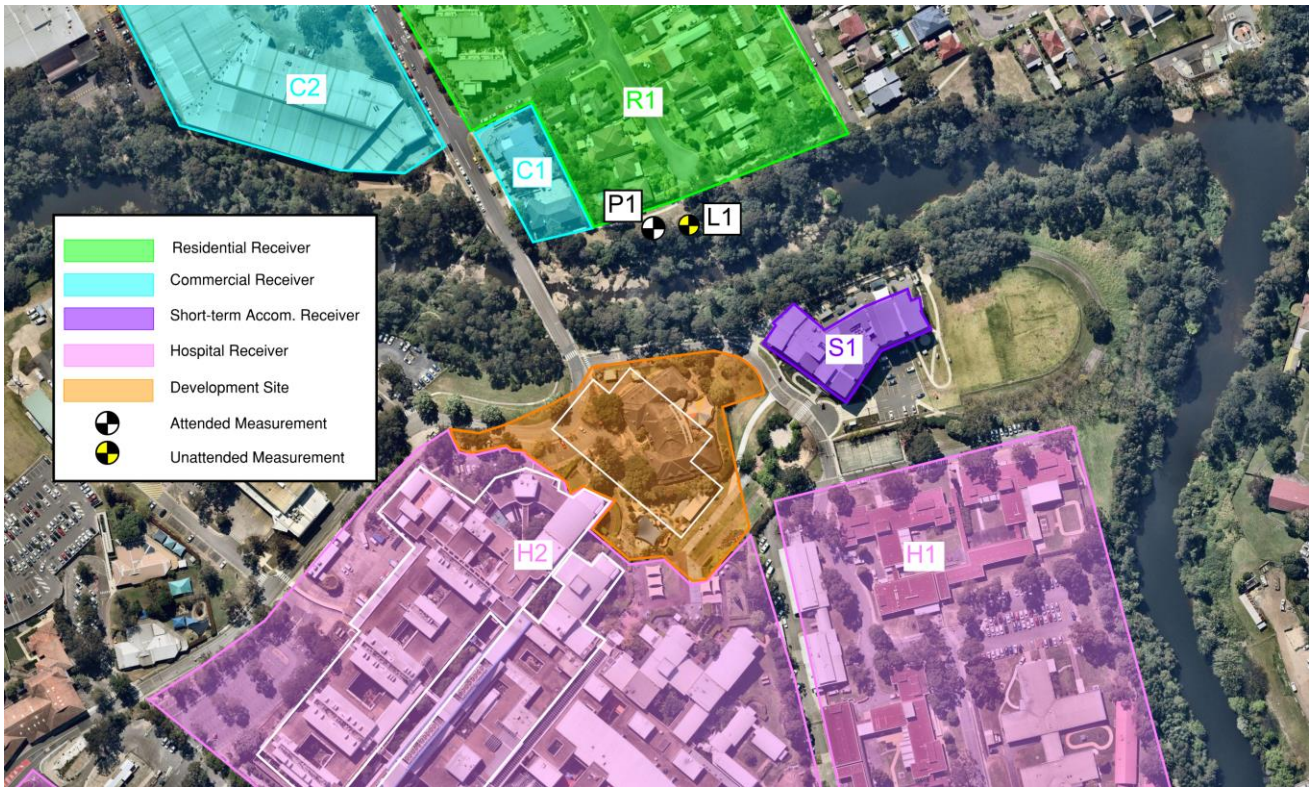 C2
R1
C1
P1
L1
Residential Receiver
Commercial Receiver
Short-term Accom. Receiver
Hospital Receiver
Development Site
Attended Measurement
Unattended Measurement
S1
H2
H1